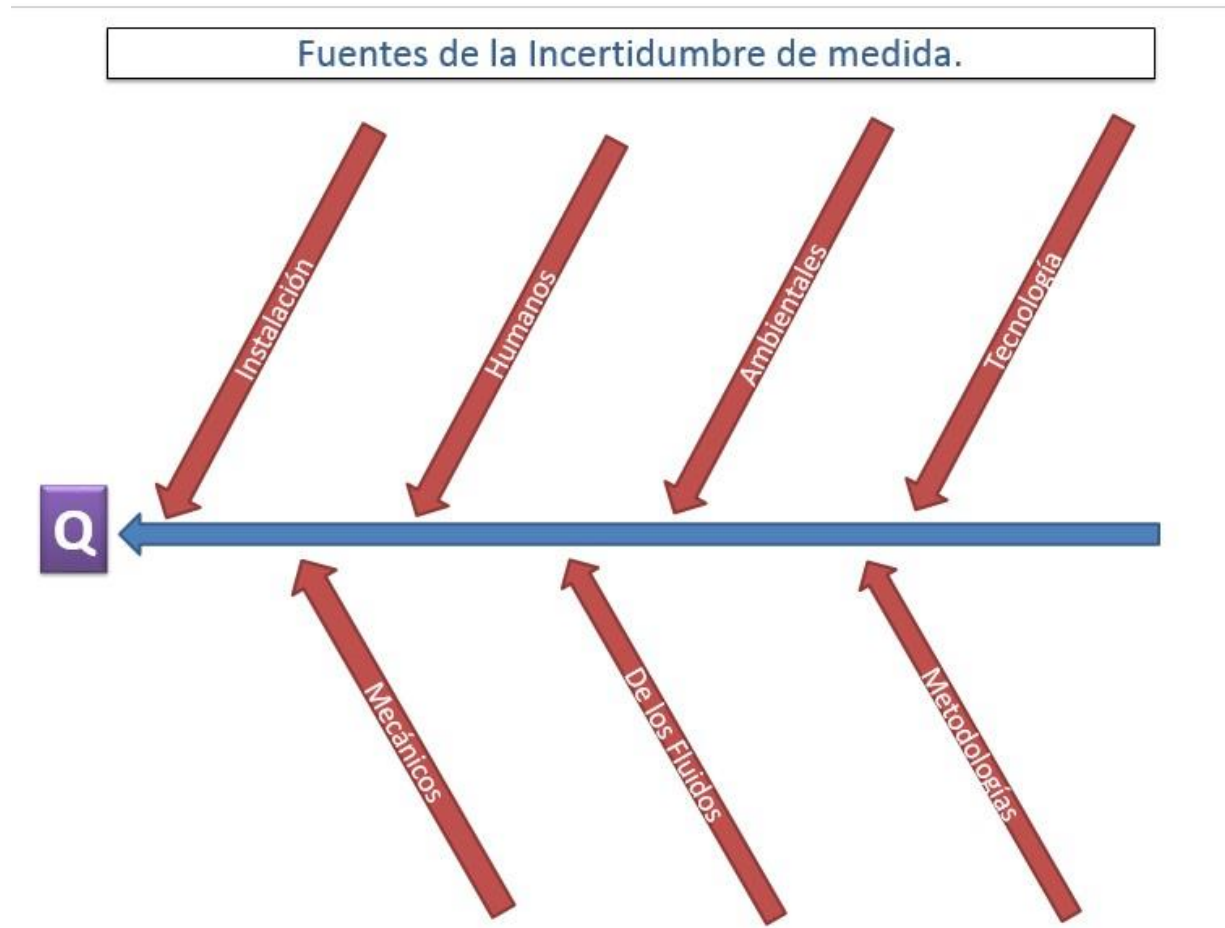 Fuentes de la Incertidumbre de medida.
Instalación
Humanos
Ambientales
Tecnología
Q
Mecánicos
De los Fluidos
Metodologías